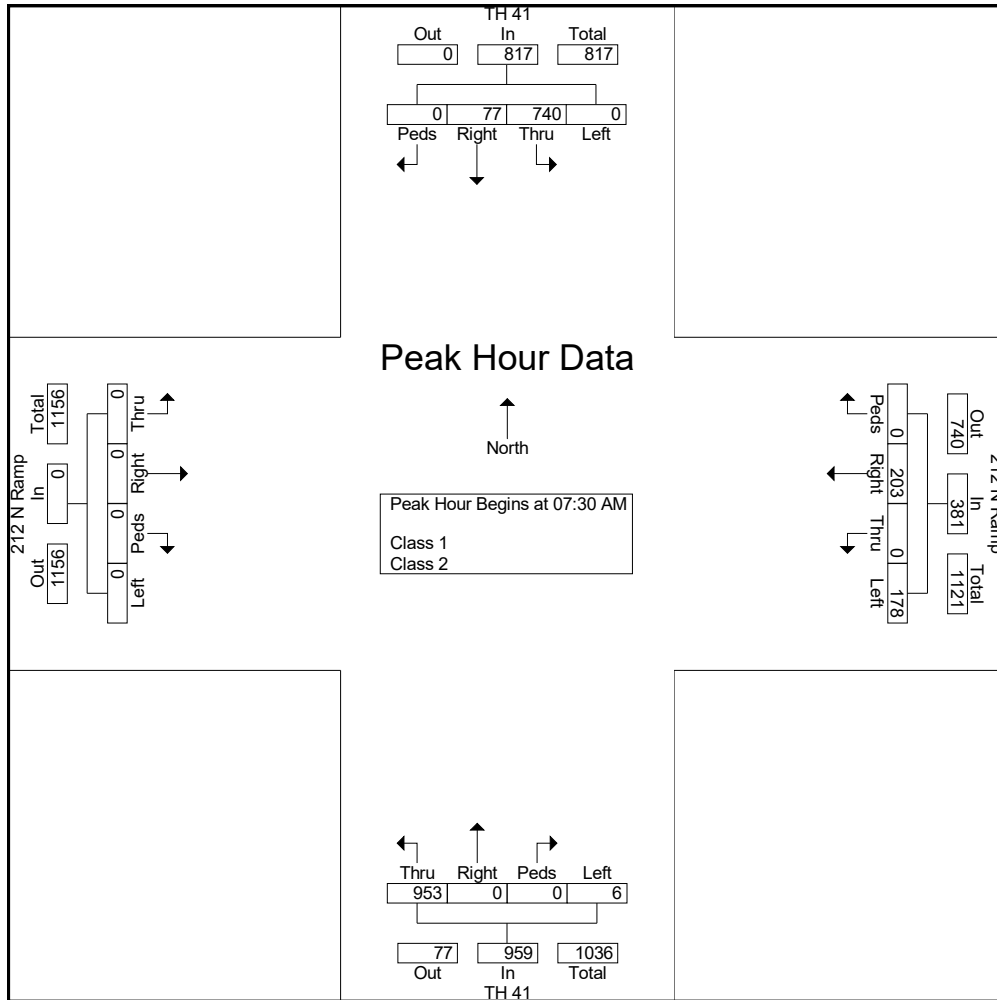 TH 41
Out In Total
0 817 817
0 77 740 0
Peds Right Thru Left
Peak Hour Data
North
Peak Hour Begins at 07:30 AM
Class 1
Class 2
212 N Ramp
Out In Total
1156 0 1156
Left Peds Right Thru
0 0 0 0
212 N Ramp
Out In Total
740 381 1121
0 203 0 178
Peds Right Thru Left
Thru Right Peds Left
953 0 0 6
77 959 1036
Out In Total
TH 41